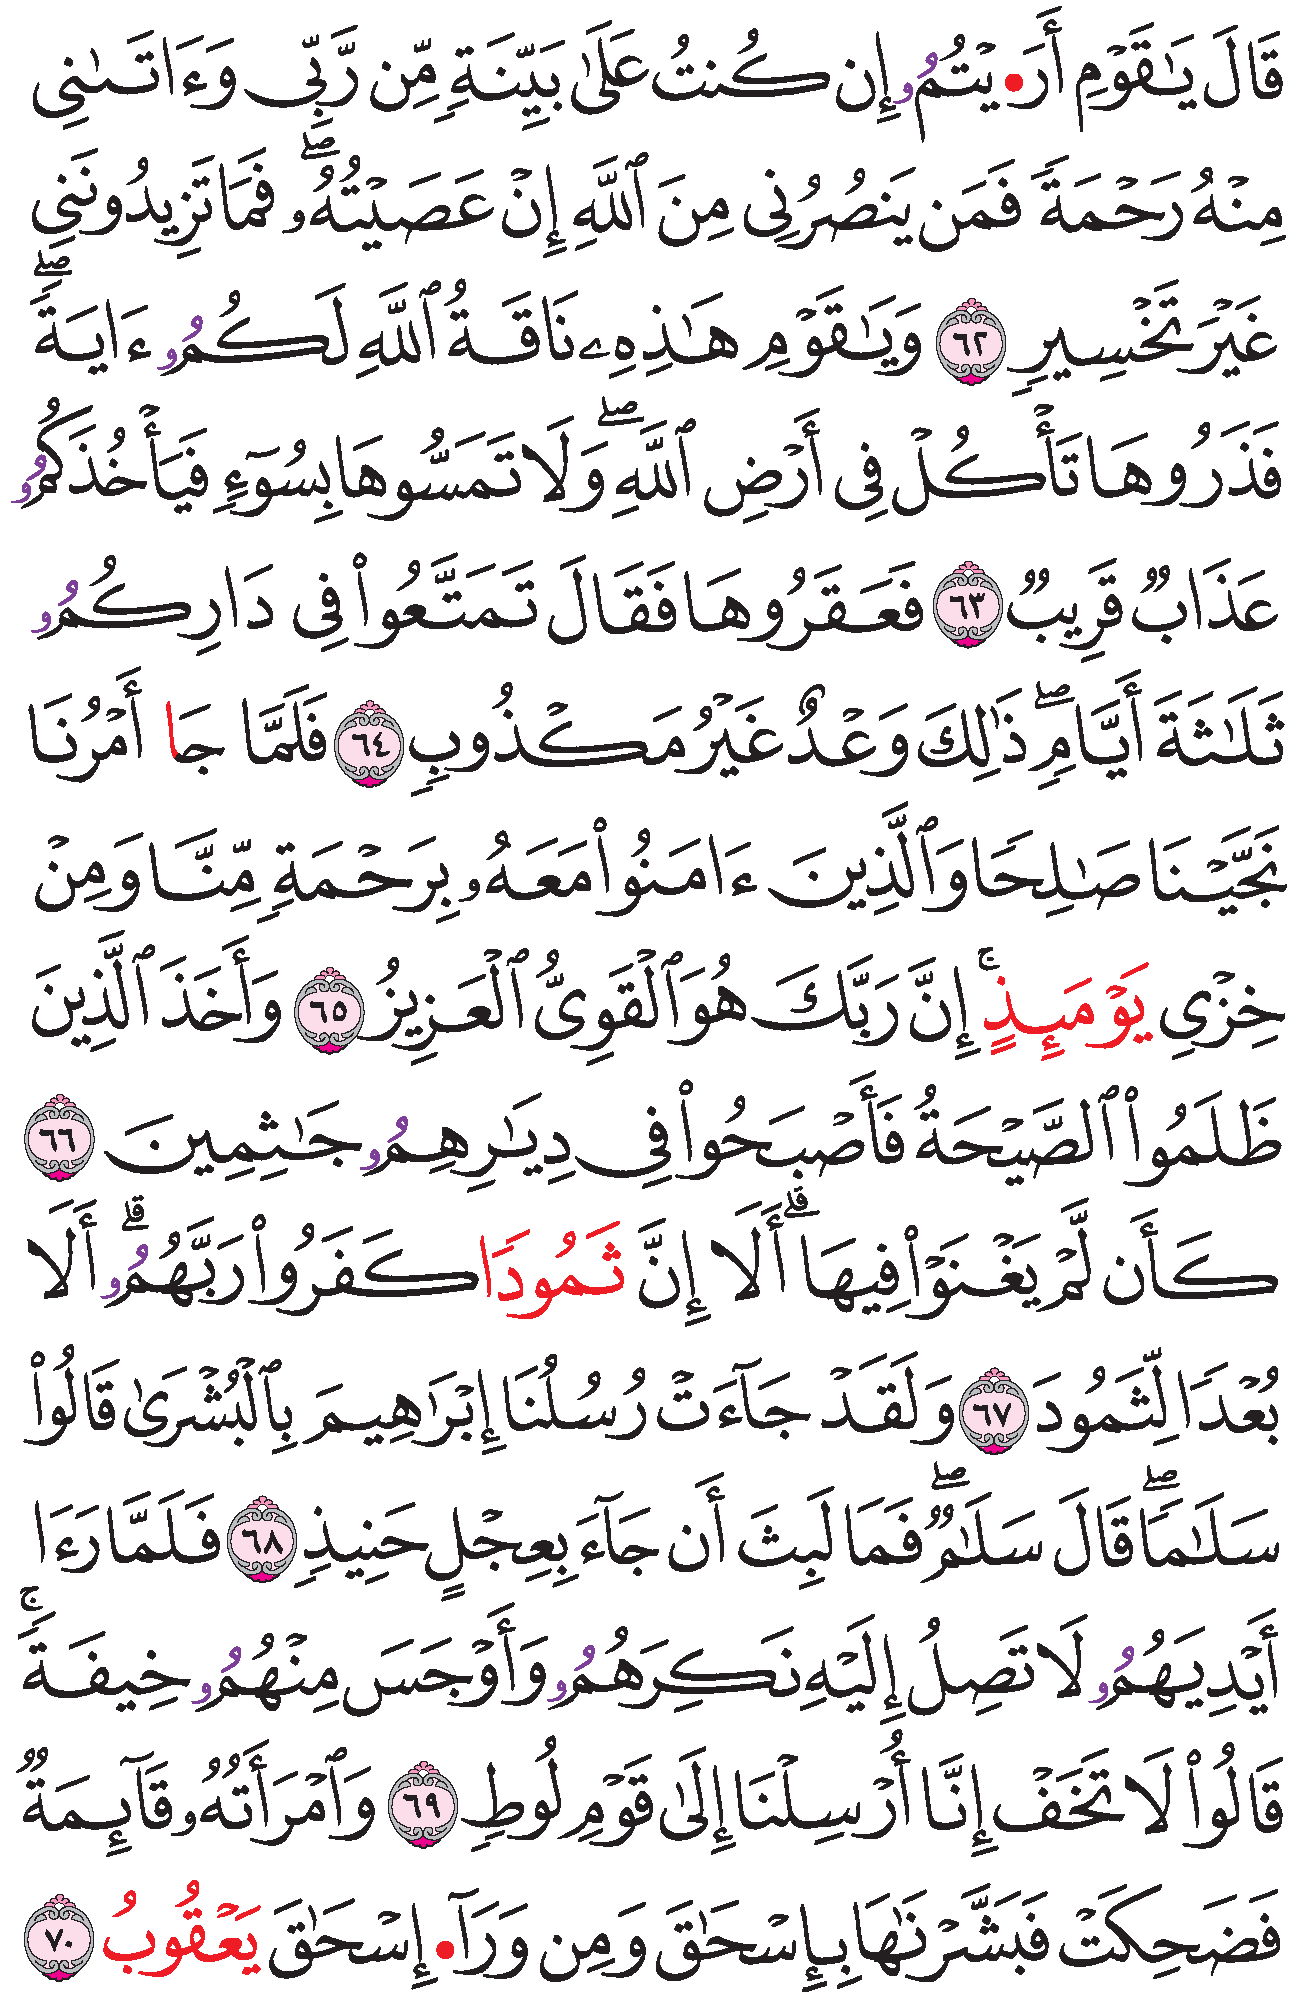 قَالَ يَٰقَوْمِ أَرَ•يْتُمُۥ إِن كُنتُ عَلَىٰ بَيِّنَةٍ مِّن رَّبِّى وَءَاتَىٰنِى
مِنْهُ رَحْمَةً فَمَن يَنصُرُنِى مِنَ ٱللَّهِ إِنْ عَصَيْتُهُۥۖ فَمَا تَزِيدُونَنِى
غَيْرَ تَخْسِيرٍ ٦٢ وَيَٰقَوْمِ هَٰذِهِۦ نَاقَةُ ٱللَّهِ لَكُمُۥ ءَايَةًۖ
فَذَرُوهَا تَأْكُلْ فِى أَرْضِ ٱللَّهِۖ وَلَا تَمَسُّوهَا بِسُوٓءٍ فَيَأْخُذَكُمُۥ
عَذَابٌ قَرِيبٌ ٦٣ فَعَقَرُوهَا فَقَالَ تَمَتَّعُوا۟ فِى دَارِكُمُۥ
ثَلَٰثَةَ أَيَّامٍۖ ذَٰلِكَ وَعْدٌ غَيْرُ مَكْذُوبٍ ٦٤ فَلَمَّا جَا أَمْرُنَا
نَجَّيْنَا صَٰلِحًا وَٱلَّذِينَ ءَامَنُوا۟ مَعَهُۥ بِرَحْمَةٍ مِّنَّا وَمِنْ
خِزْىِ يَوْمَئِذٍۚ إِنَّ رَبَّكَ هُوَ ٱلْقَوِىُّ ٱلْعَزِيزُ ٦٥ وَأَخَذَ ٱلَّذِينَ
ظَلَمُوا۟ ٱلصَّيْحَةُ فَأَصْبَحُوا۟ فِى دِيَٰرِهِمُۥ جَٰثِمِينَ ٦٦
كَأَن لَّمْ يَغْنَوْا۟ فِيهَاۗ أَلَا إِنَّ ثَمُودًا كَفَرُوا۟ رَبَّهُمُۥۗ أَلَا
بُعْدًا لِّثَمُودَ ٦٧ وَلَقَدْ جَآءَتْ رُسُلُنَا إِبْرَٰهِيمَ بِٱلْبُشْرَىٰ قَالُوا۟
سَلَٰمًاۖ قَالَ سَلَٰمٌۖ فَمَا لَبِثَ أَن جَآءَ بِعِجْلٍ حَنِيذٍ ٦٨ فَلَمَّا رَءَا
أَيْدِيَهُمُۥ لَا تَصِلُ إِلَيْهِ نَكِرَهُمُۥ وَأَوْجَسَ مِنْهُمُۥ خِيفَةًۚ
قَالُوا۟ لَا تَخَفْ إِنَّا أُرْسِلْنَا إِلَىٰ قَوْمِ لُوطٍ ٦٩ وَٱمْرَأَتُهُۥ قَآئِمَةٌ
فَضَحِكَتْ فَبَشَّرْنَٰهَا بِإِسْحَٰقَ وَمِن وَرَآ• إِسْحَٰقَ يَعْقُوبُ ٧٠